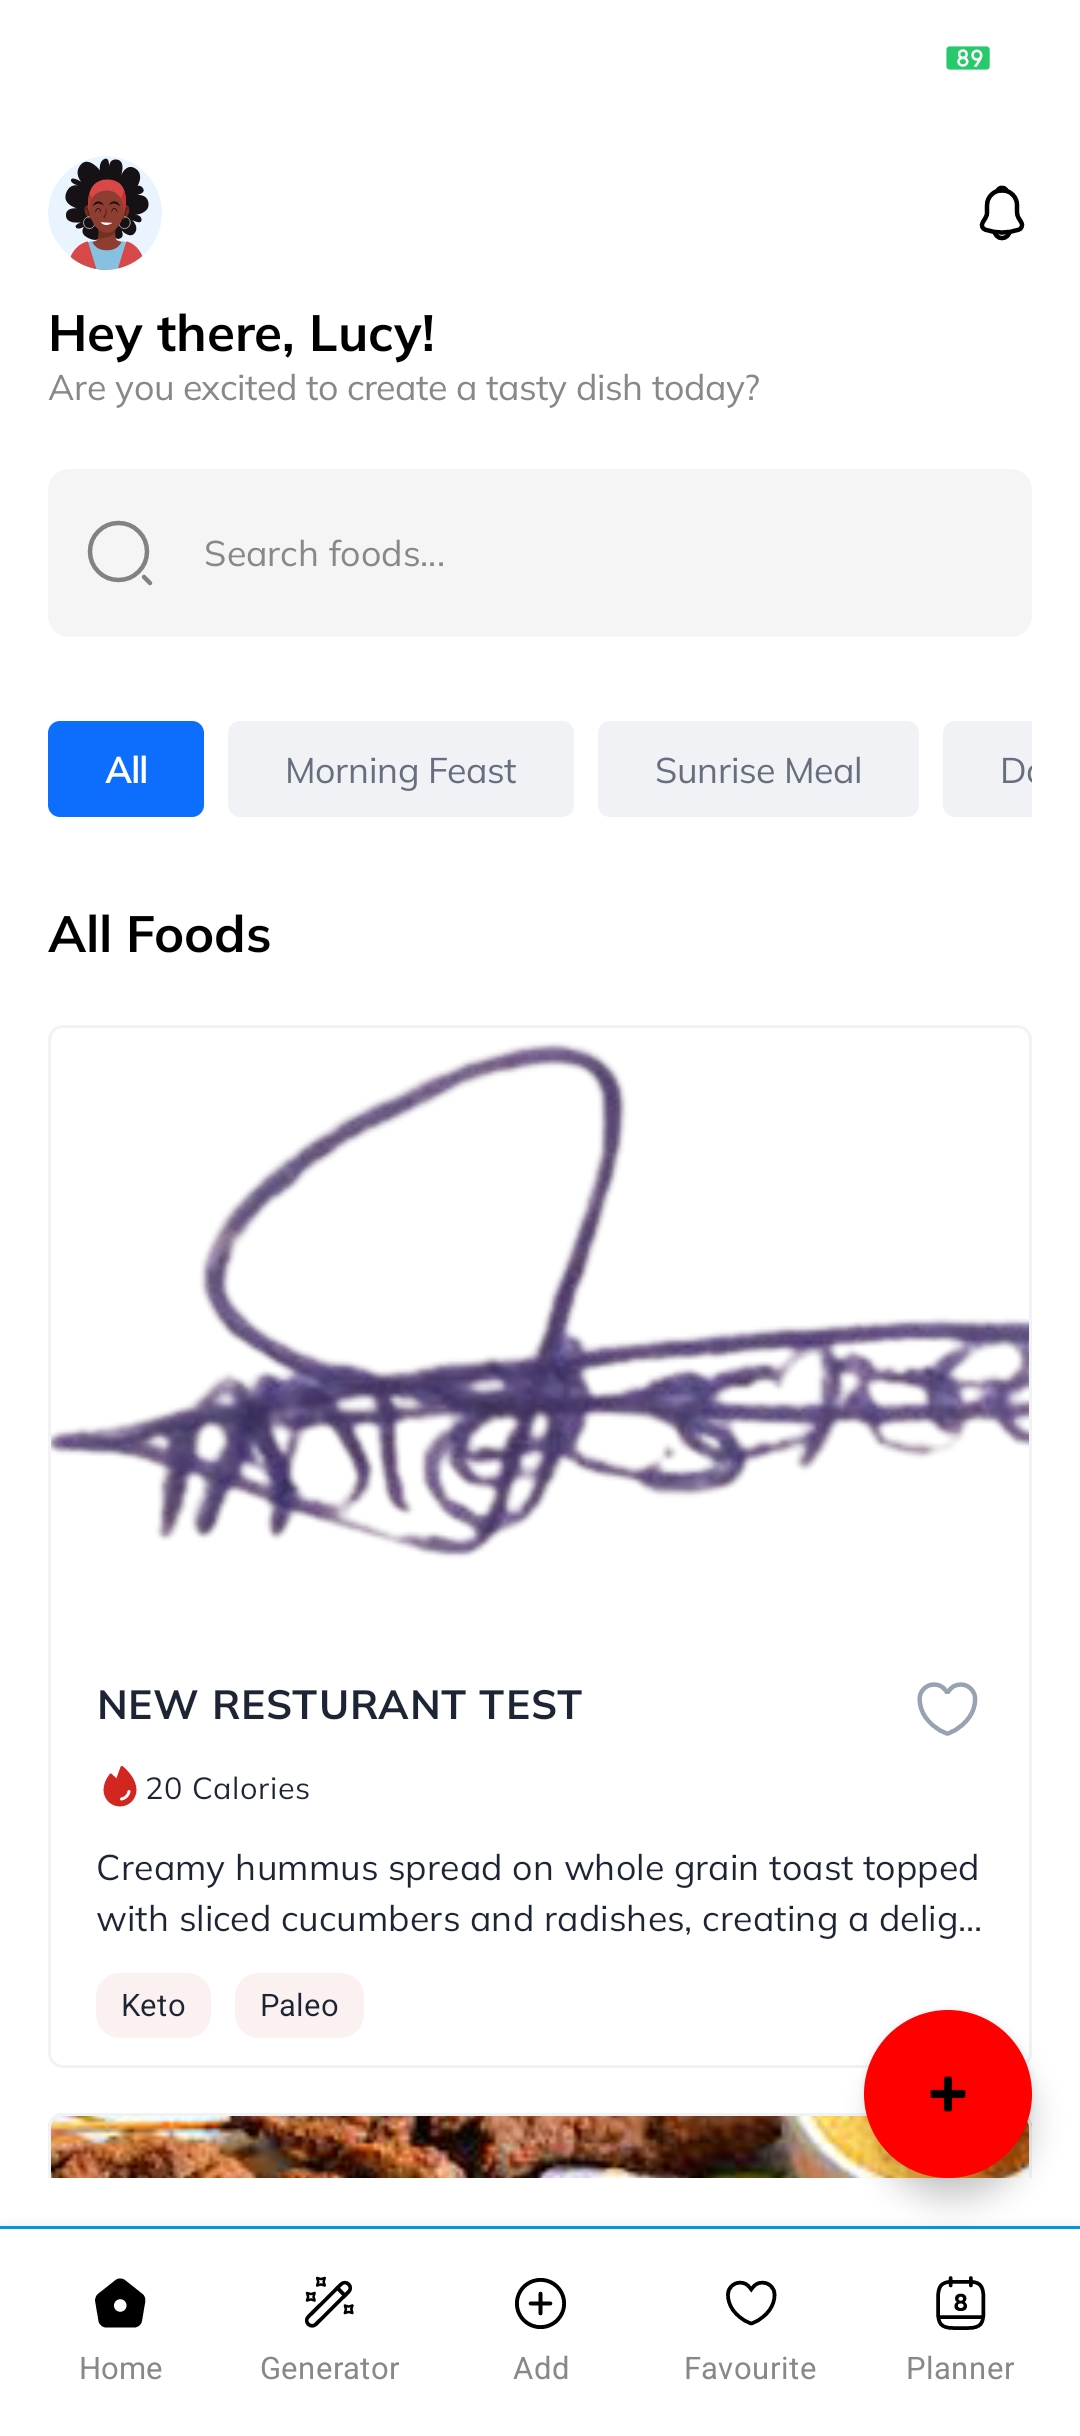 89
Hey there, Lucy!
Are you excited to create a tasty dish today?
Search foods...
All
Morning Feast
Sunrise Meal
All Foods
NEW RESTURANT TEST
20 Calories
Creamy hummus spread on whole grain toast topped
with sliced cucumbers and radishes, creating a delig...
Keto
Paleo
8
Home
Generator
Add
Favourite
Planner